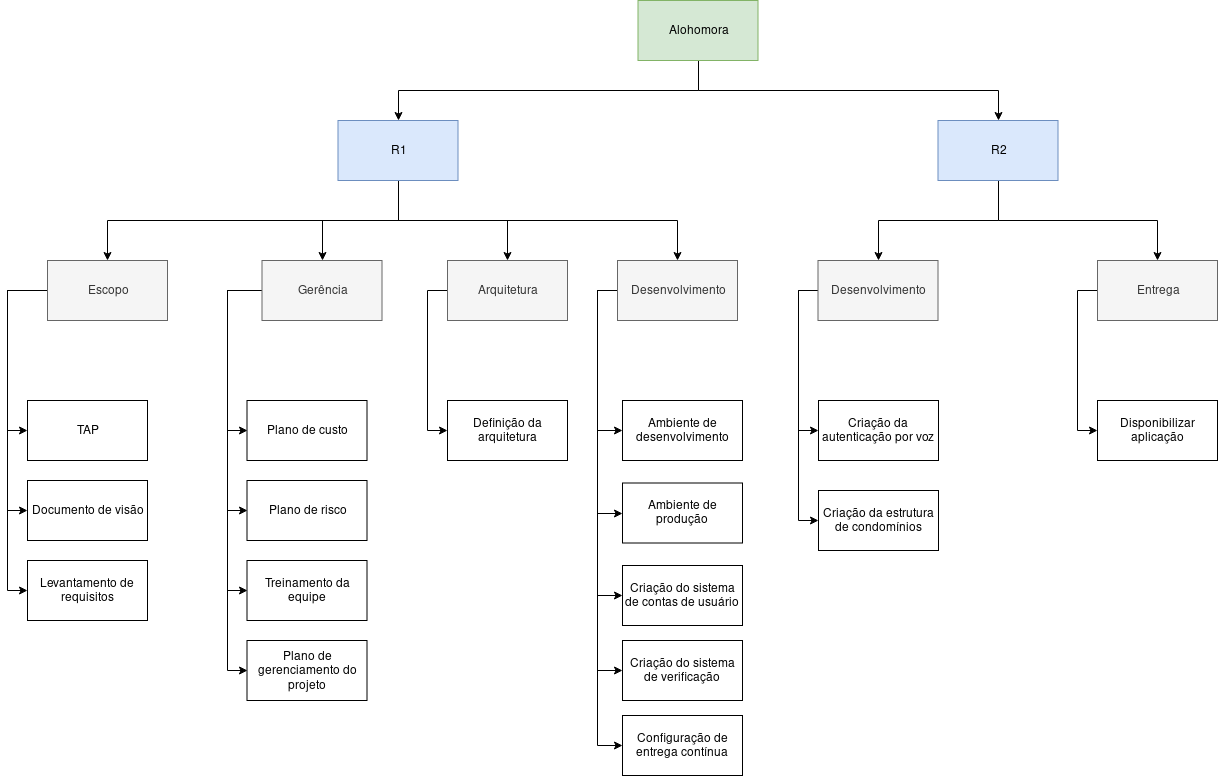 Alohomora
R1
R2
Escopo
Gerência
Arquitetura
Desenvolvimento
Desenvolvimento
Entrega
TAP
Documento de visão
Levantamento de
requisitos
Plano de custo
Plano de risco
Treinamento da
equipe
Plano de
gerenciamento do
projeto
Definição da
arquitetura
Ambiente de
desenvolvimento
Ambiente de
produção
Criação do sistema
de contas de usuário
Criação do sistema
de verificação
Configuração de
entrega contínua
Criação da
autenticação por voz
Criação da estrutura
de condomínios
Disponibilizar
aplicação